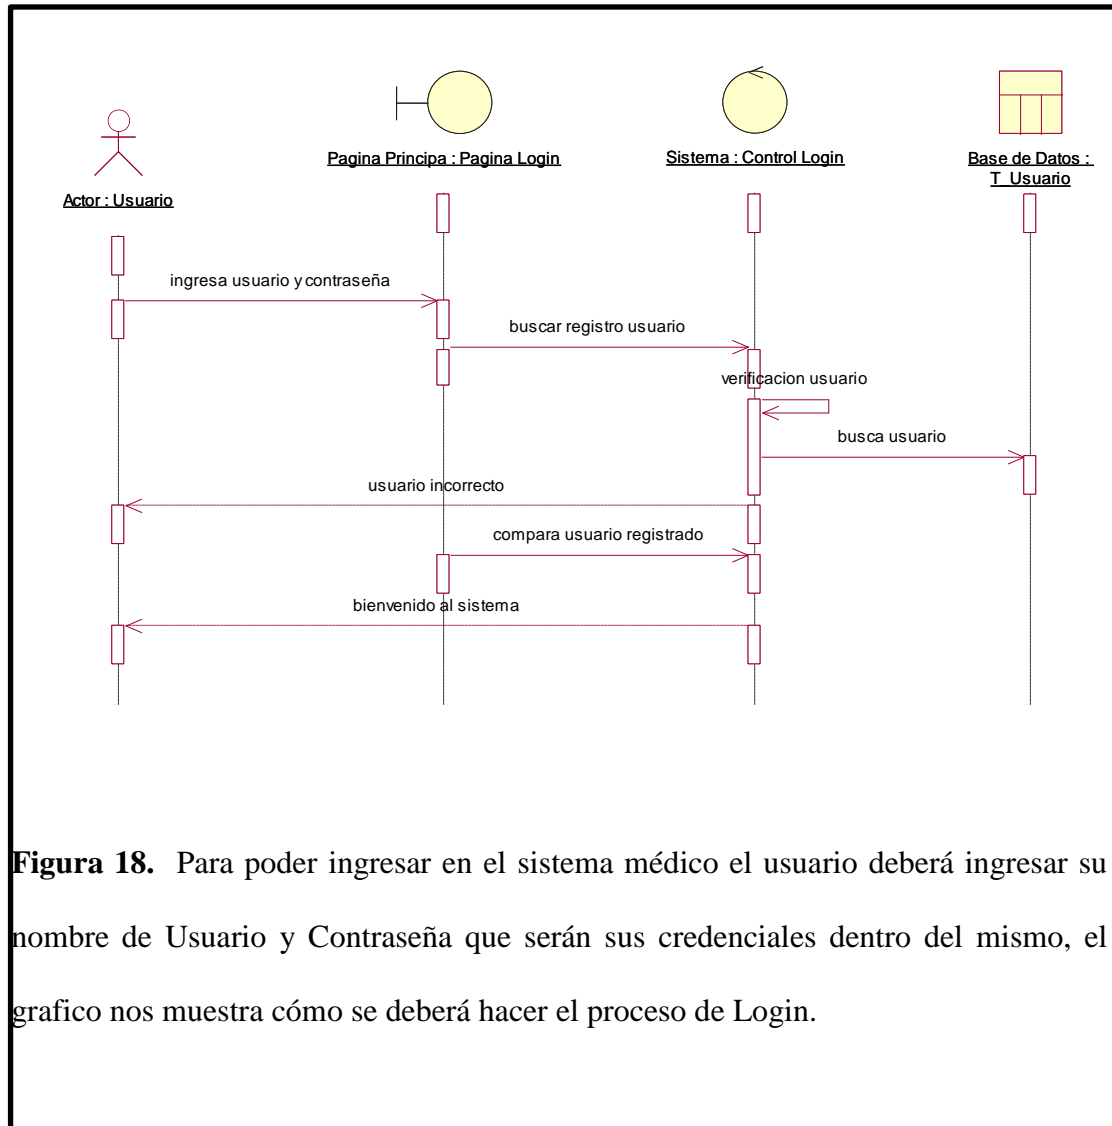 Pagina Principa : Pagina Login
Sistema : Control Login
Base de Datos :
T_Usuario
Actor : Usuario
ingresa usuario y contraseña
buscar registro usuario
verificacion usuario
busca usuario
usuario incorrecto
compara usuario registrado
bienvenido al sistema
Figura 18. Para poder ingresar en el sistema médico el usuario deberá ingresar su
nombre de Usuario y Contraseña que serán sus credenciales dentro del mismo, el
grafico nos muestra cómo se deberá hacer el proceso de Login.